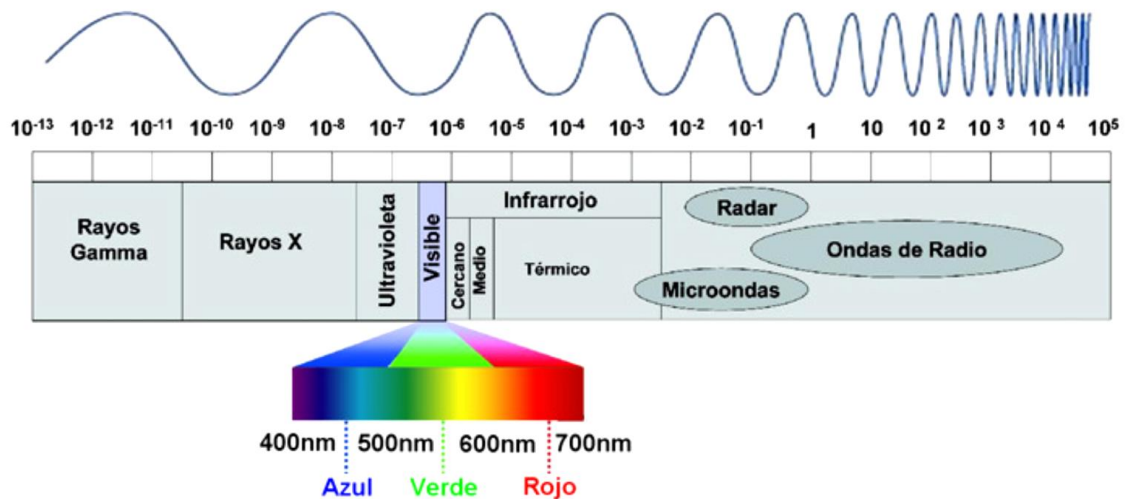 10-13 10-12 10-11 10-10 10-9 10-8 10-7 10-6 10-5 10-4 10-3 10-2 10-1 1 10 10 2 10 3 10 4 10 5
Rayos
Gamma
Rayos X
Ultravioleta
Visible
Infrarrojo
Cercano
Medio
Térmico
Radar
Ondas de Radio
Microondas
400nm 500nm 600nm 700nm
Azul Verde Rojo